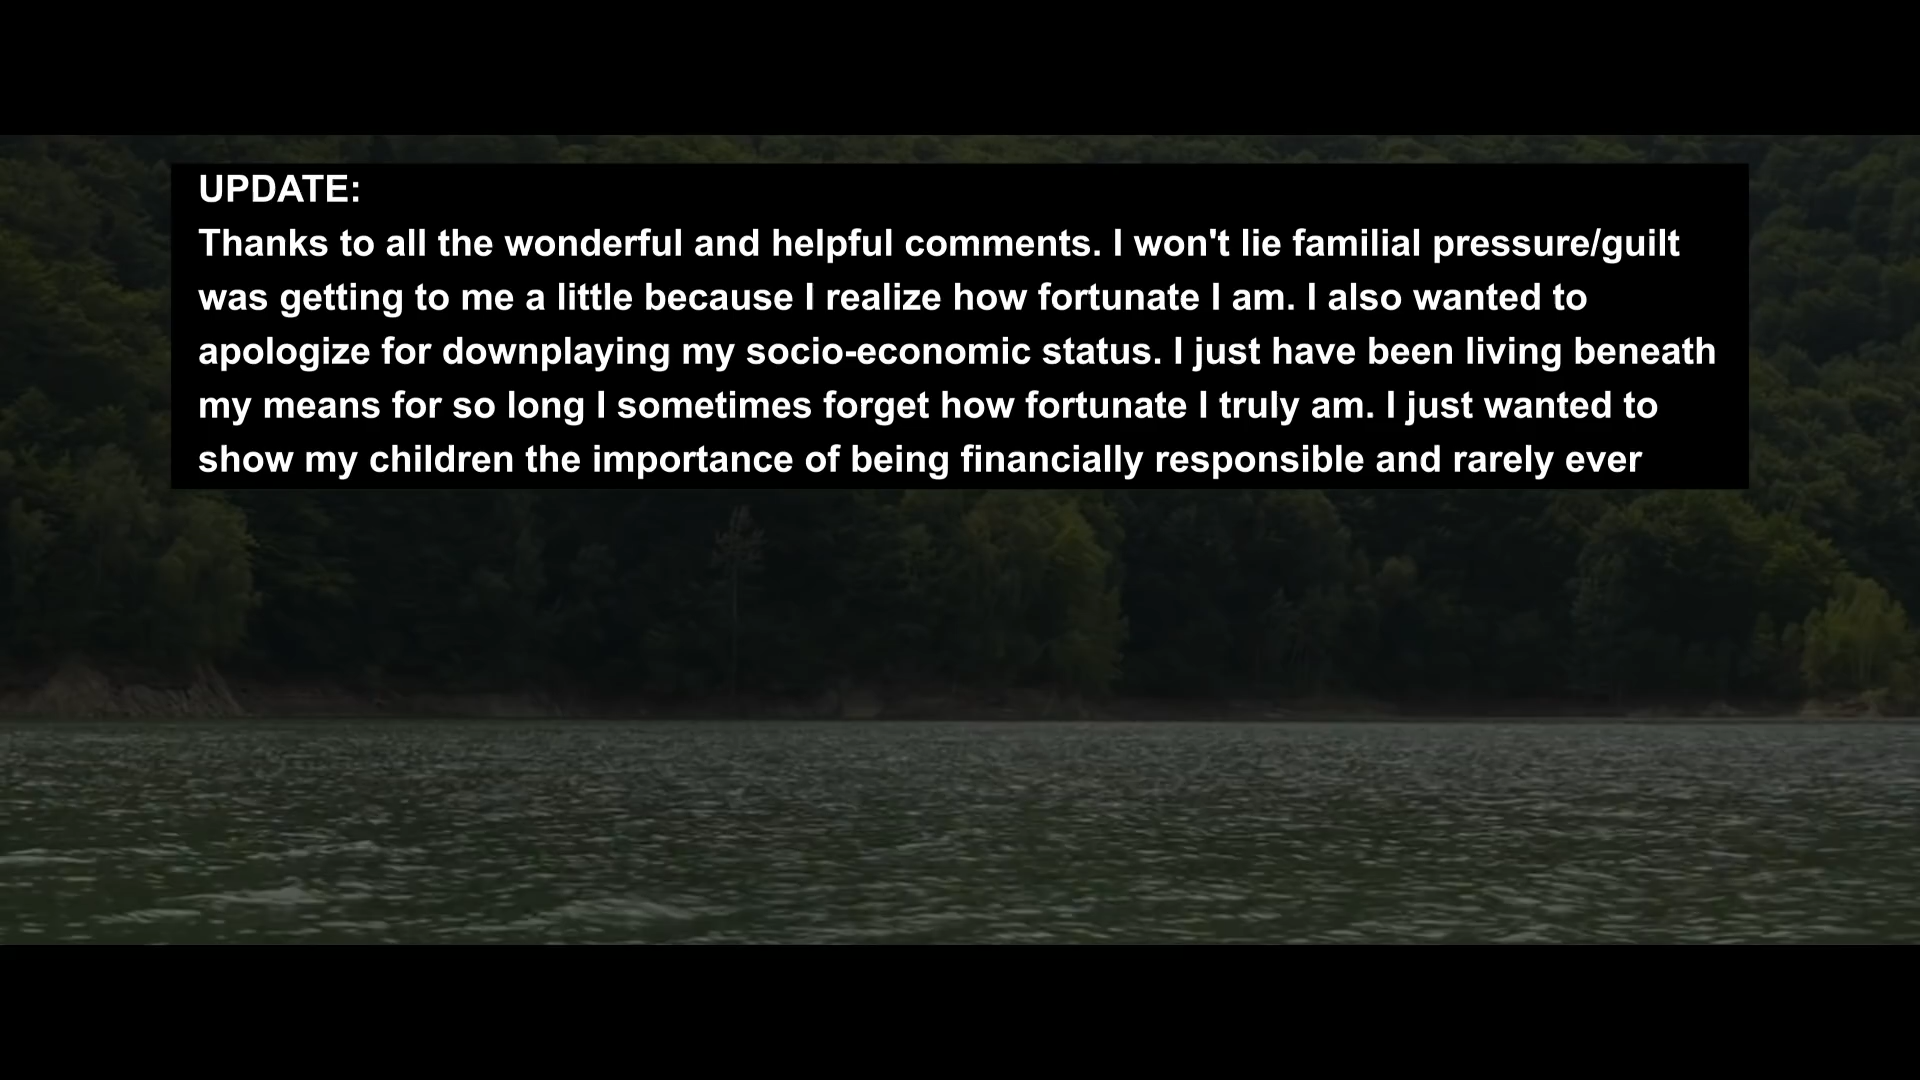 UPDATE:
Thanks to all the wonderful and helpful comments. I won't lie familial pressure/guilt
was getting to me a little because I realize how fortunate I am. I also wanted to
apologize for downplaying my socio-economic status. I just have been living beneath
my means for so long I sometimes forget how fortunate I truly am. I just wanted to
show my children the importance of being financially responsible and rarely ever